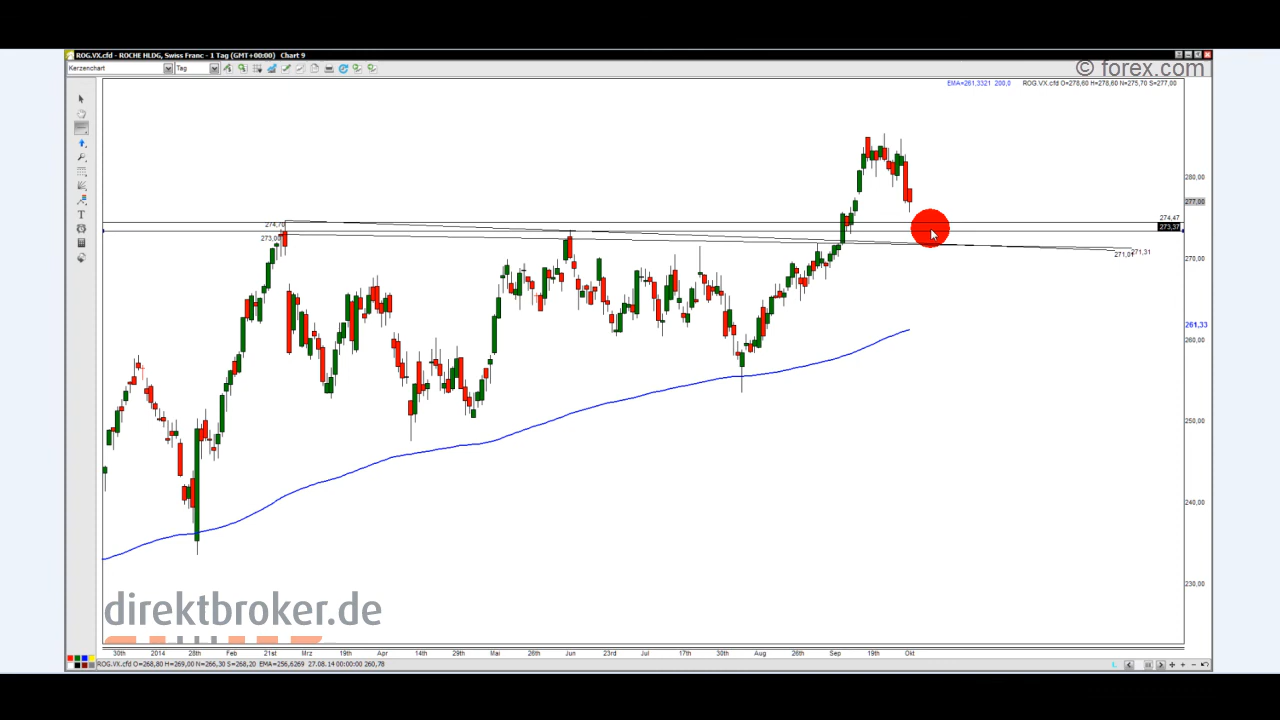 ROG.VX.cfd - ROCHE HLDG, Swiss Franc - 1 Tag (GMT+00:00) Chart 9
Kerzenchart Tag
© forex.com
EMA=261,3321 200,0 ROG.VX.cfd O=278,60 H=278,60 N=275,70 S=277,00
280,00
277,00
274,70
274,47
273,37
273,00
271,31
271,01
270,00
261,33
260,00
250,00
240,00
230,00
direktbroker.de
30th 2014 28th Feb 21st Mrz 19th Apr 14th 29th Mai 15th Jun 23rd Jul 17th 22nd Aug 26th Sep 19th Okt
ROG.VX.cfd O=268,80 H=269,00 N=266,30 S=268,20 EMA=256,6269 27.08.14 00:00:00 260,78